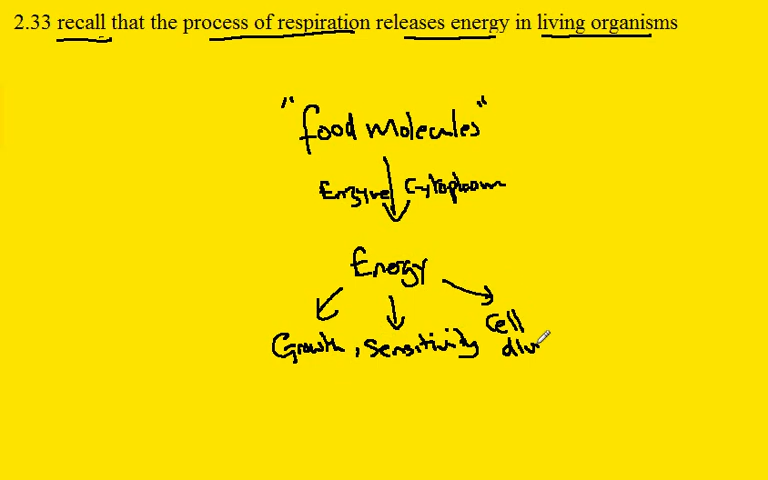 2.33 recall that the process of respiration releases energy in living organisms
"food molecules"
Enzyme Cytoplasm
Energy
Growth, Sensitivity Cell
div